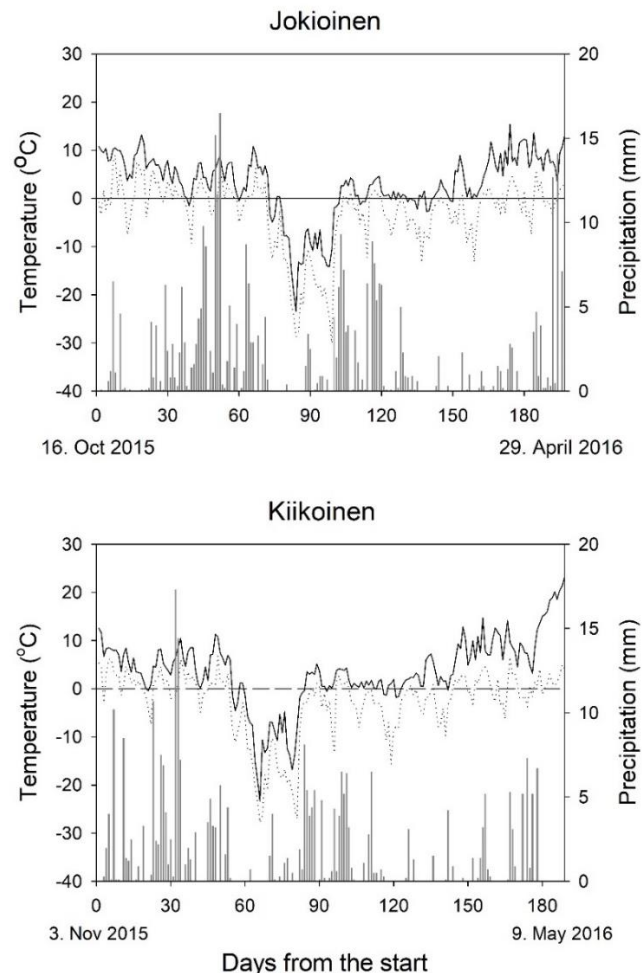 Jokioinen
30
20
10
0
-10
-20
-30
-40
Temperature (°C)
20
15
10
5
0
Precipitation (mm)
0 30 60 90 120 150 180
16. Oct 2015 29. April 2016
Kiikoinen
30
20
10
0
-10
-20
-30
-40
Temperature (°C)
20
15
10
5
0
Precipitation (mm)
0 30 60 90 120 150 180
3. Nov 2015 9. May 2016
Days from the start